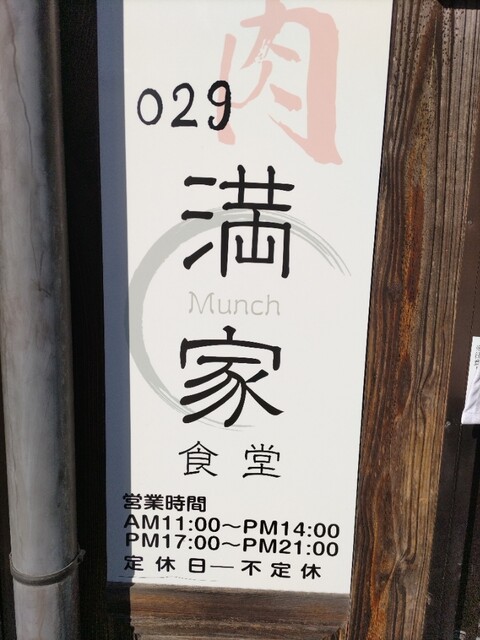 肉
029
満
Munch
家
食堂
営業時間
AM11:00〜PM14:00
PM17:00〜PM21:00
定休日―不定休